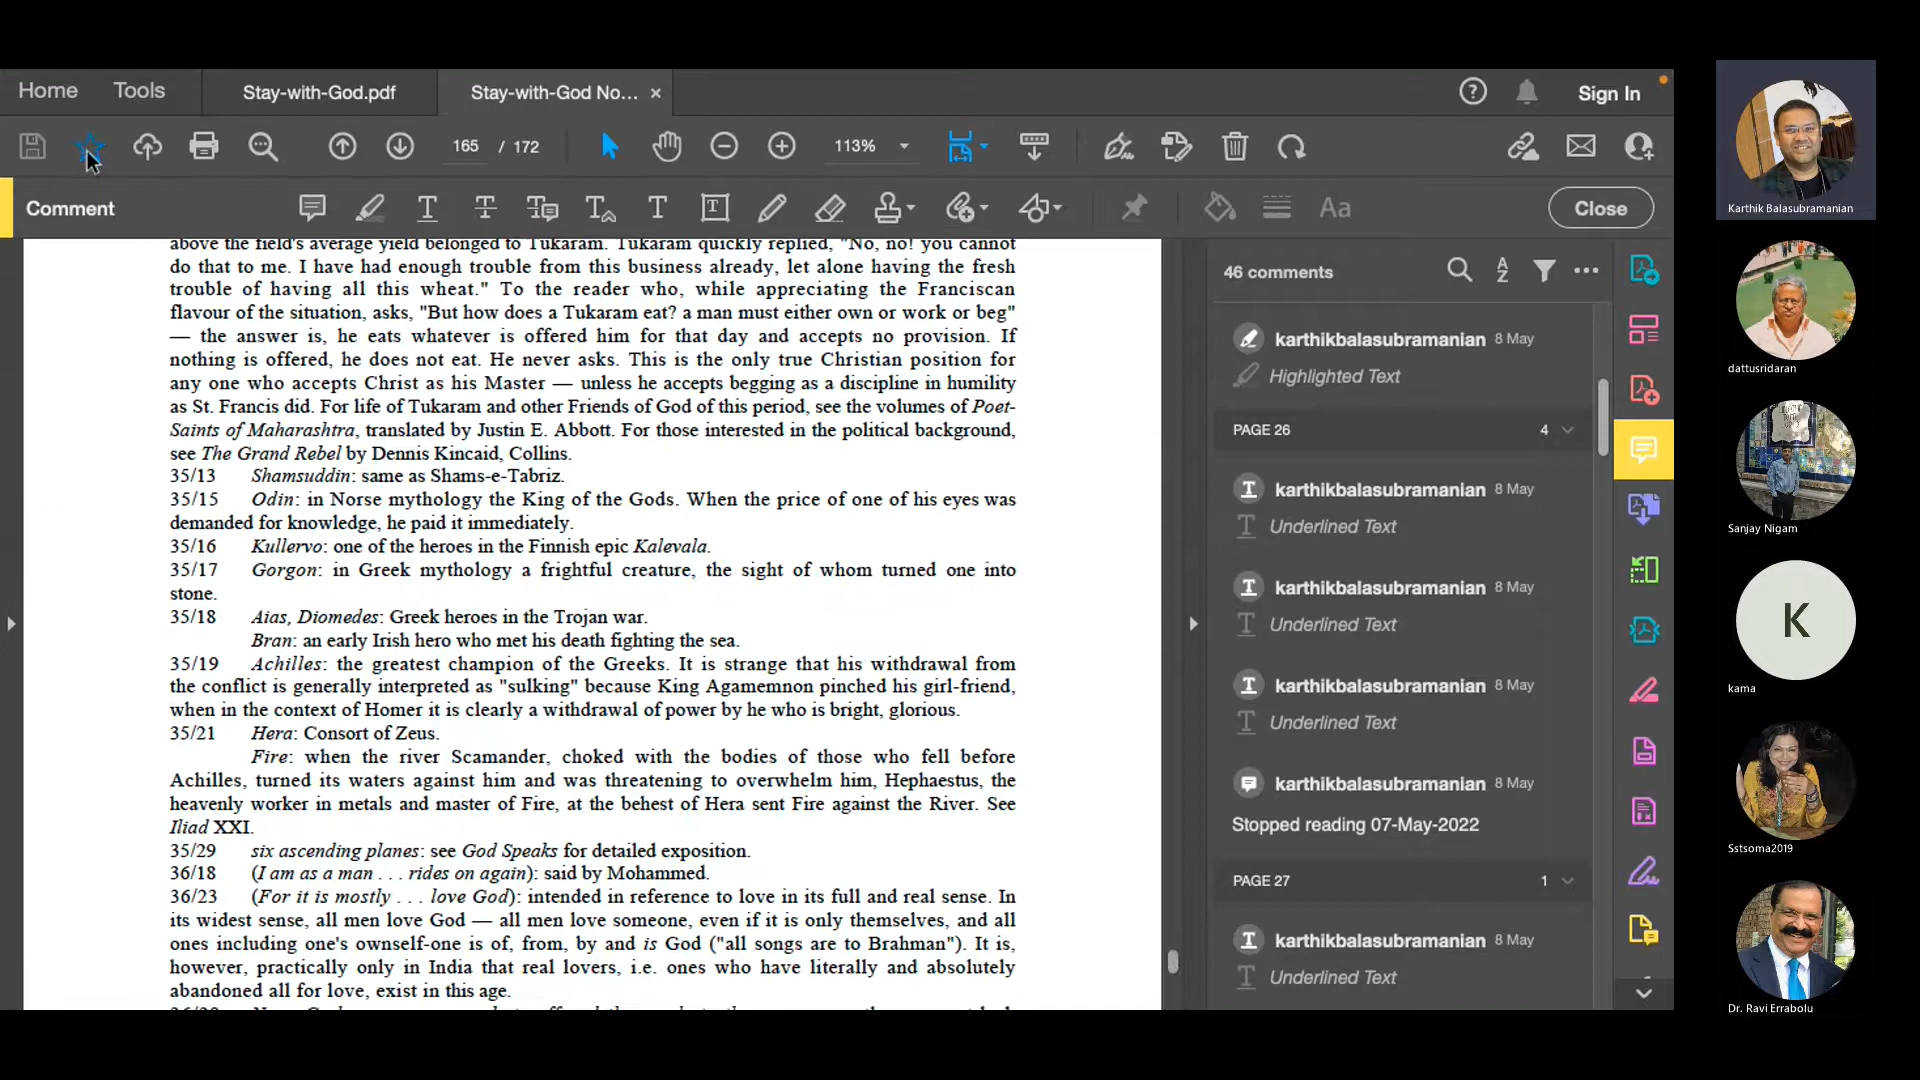 Home
Tools
Stay-with-God.pdf
Stay-with-God No...
Sign In
165 / 172
113%
Comment
Close
above the field's average yield belonged to Tukaram. Tukaram quickly replied, "No, no! you cannot
do that to me. I have had enough trouble from this business already, let alone having the fresh
trouble of having all this wheat." To the reader who, while appreciating the Franciscan
flavour of the situation, asks, "But how does a Tukaram eat? a man must either own or work or beg"
— the answer is, he eats whatever is offered him for that day and accepts no provision. If
nothing is offered, he does not eat. He never asks. This is the only true Christian position for
any one who accepts Christ as his Master — unless he accepts begging as a discipline in humility
as St. Francis did. For life of Tukaram and other Friends of God of this period, see the volumes of Poet-
Saints of Maharashtra, translated by Justin E. Abbott. For those interested in the political background,
see The Grand Rebel by Dennis Kincaid, Collins.
35/13 Shamsuddin: same as Shams-e-Tabriz.
35/15 Odin: in Norse mythology the King of the Gods. When the price of one of his eyes was
demanded for knowledge, he paid it immediately.
35/16 Kullervo: one of the heroes in the Finnish epic Kalevala.
35/17 Gorgon: in Greek mythology a frightful creature, the sight of whom turned one into
stone.
35/18 Aias, Diomedes: Greek heroes in the Trojan war.
Bran: an early Irish hero who met his death fighting the sea.
35/19 Achilles: the greatest champion of the Greeks. It is strange that his withdrawal from
the conflict is generally interpreted as "sulking" because King Agamemnon pinched his girl-friend,
when in the context of Homer it is clearly a withdrawal of power by he who is bright, glorious.
35/21 Hera: Consort of Zeus.
Fire: when the river Scamander, choked with the bodies of those who fell before
Achilles, turned its waters against him and was threatening to overwhelm him, Hephaestus, the
heavenly worker in metals and master of Fire, at the behest of Hera sent Fire against the River. See
Iliad XXI.
35/29 six ascending planes: see God Speaks for detailed exposition.
36/18 (I am as a man . . . rides on again): said by Mohammed.
36/23 (For it is mostly . . . love God): intended in reference to love in its full and real sense. In
its widest sense, all men love God — all men love someone, even if it is only themselves, and all
ones including one's ownself-one is of, from, by and is God ("all songs are to Brahman"). It is,
however, practically only in India that real lovers, i.e. ones who have literally and absolutely
abandoned all for love, exist in this age.
46 comments
karthikbalasubramanian 8 May
Highlighted Text
PAGE 26 4
karthikbalasubramanian 8 May
Underlined Text
karthikbalasubramanian 8 May
Underlined Text
karthikbalasubramanian 8 May
Underlined Text
karthikbalasubramanian 8 May
Stopped reading 07-May-2022
PAGE 27 1
karthikbalasubramanian 8 May
Underlined Text
Karthik Balasubramanian
dattusridaran
Sanjay Nigam
K
kama
Sstsoma2019
Dr. Ravi Errabolu